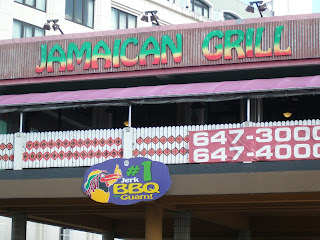 JAMAICAN GRILL
647-3000
647-4000
#1
Jerk
BBQ
Guam!